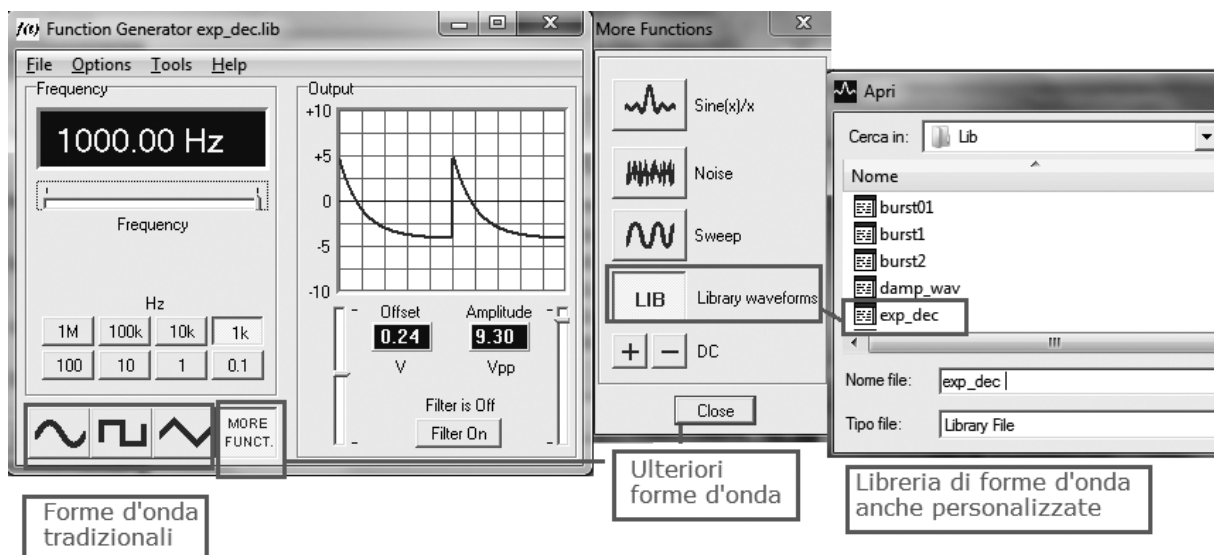 f(t) Function Generator exp_dec.lib
File Options Tools Help
Frequency
1000.00 Hz
Frequency
Hz
1M 100k 10k 1k
100 10 1 0.1
MORE
FUNCT.
Output
+10
+5
0
-5
-10
Offset Amplitude
0.24 9.30
V Vpp
Filter is Off
Filter On
Forme d'onda
tradizionali
More Functions
Sine(x)/x
Noise
Sweep
LIB Library waveforms
+ - DC
Close
Ulteriori
forme d'onda
Apri
Cerca in: Lib
Nome
burst01
burst1
burst2
damp_wav
exp_dec
Nome file: exp_dec
Tipo file: Library File
Libreria di forme d'onda
anche personalizzate